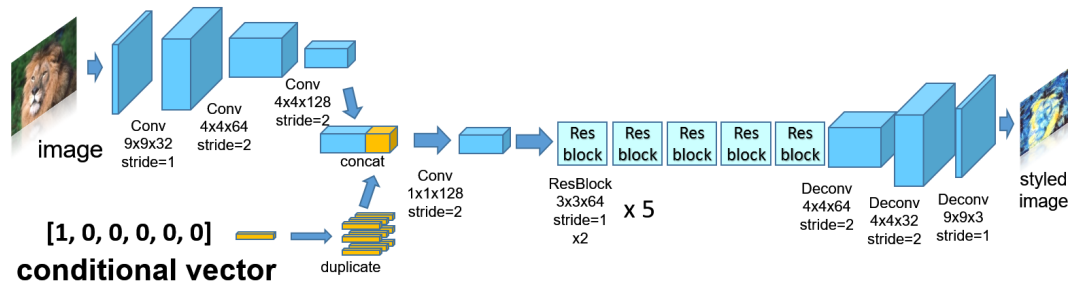 image
Conv
9x9x32
stride=1
Conv
4x4x64
stride=2
Conv
4x4x128
stride=2
concat
Conv
1x1x128
stride=2
[1, 0, 0, 0, 0, 0]
conditional vector
duplicate
Res
block
Res
block
Res
block
Res
block
Res
block
ResBlock
3x3x64
stride=1
x2
x 5
Deconv
4x4x64
stride=2
Deconv
4x4x32
stride=2
Deconv
9x9x3
stride=1
styled
image